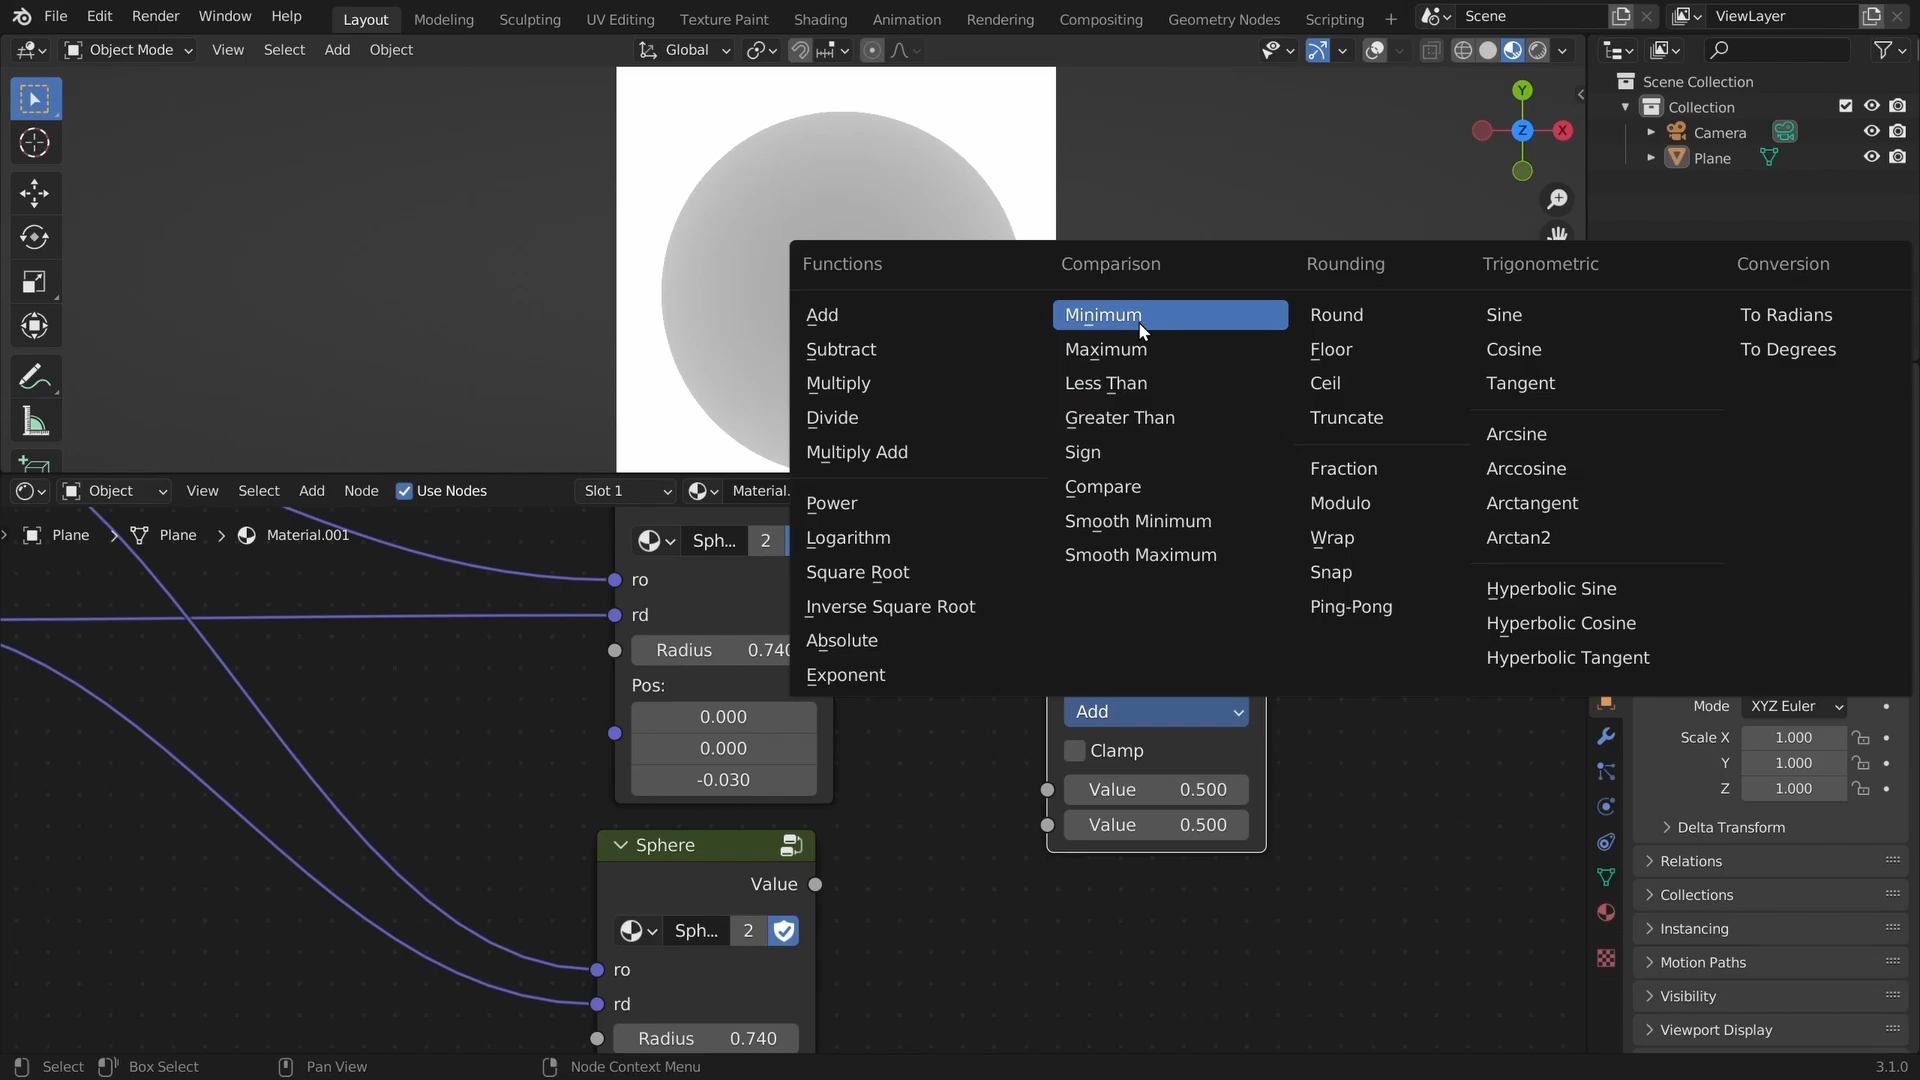 File Edit Render Window Help Layout Modeling Sculpting UV Editing Texture Paint Shading Animation Rendering Compositing Geometry Nodes Scripting + Scene ViewLayer
Object Mode View Select Add Object Global
Y
Z X
Scene Collection
Collection
Camera
Plane
Functions Comparison Rounding Trigonometric Conversion
Add Minimum Round Sine To Radians
Subtract Maximum Floor Cosine To Degrees
Multiply Less Than Ceil Tangent
Divide Greater Than Truncate
Arcsine
Multiply Add Sign
Fraction Arccosine
Compare
Power Modulo Arctangent
Smooth Minimum
Logarithm Wrap Arctan2
Smooth Maximum
Square Root Snap
Hyperbolic Sine
Inverse Square Root Ping-Pong
Hyperbolic Cosine
Absolute
Hyperbolic Tangent
Exponent
Object View Select Add Node Use Nodes Slot 1 Material.
Plane Plane Material.001
Sph... 2
ro
rd
Radius 0.740
Pos:
0.000
0.000
-0.030
Add
Clamp
Value 0.500
Value 0.500
Sphere
Value
Sph... 2
ro
rd
Radius 0.740
Mode XYZ Euler
Scale X 1.000
Y 1.000
Z 1.000
Delta Transform
Relations
Collections
Instancing
Motion Paths
Visibility
Viewport Display
Select Box Select Pan View Node Context Menu 3.1.0